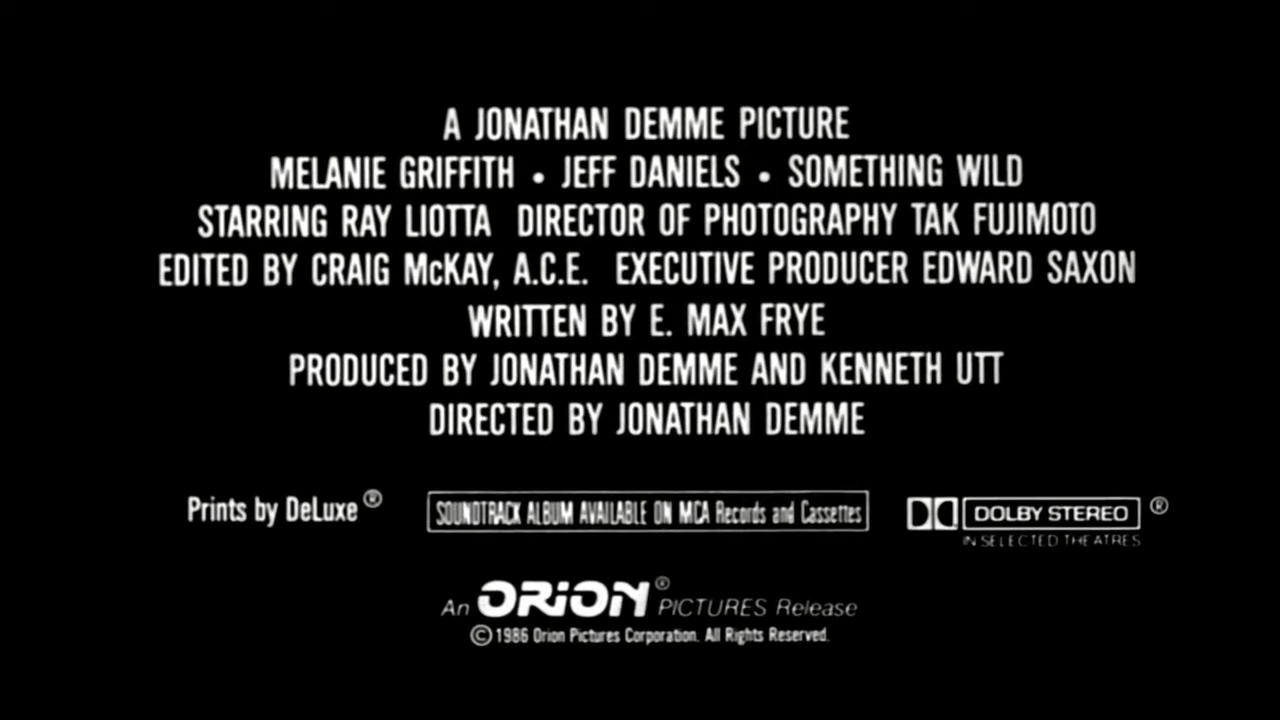 A JONATHAN DEMME PICTURE
MELANIE GRIFFITH • JEFF DANIELS • SOMETHING WILD
STARRING RAY LIOTTA DIRECTOR OF PHOTOGRAPHY TAK FUJIMOTO
EDITED BY CRAIG McKAY, A.C.E. EXECUTIVE PRODUCER EDWARD SAXON
WRITTEN BY E. MAX FRYE
PRODUCED BY JONATHAN DEMME AND KENNETH UTT
DIRECTED BY JONATHAN DEMME
Prints by DeLuxe® SOUNDTRACK ALBUM AVAILABLE ON MCA Records and Cassettes DOLBY STEREO ®
IN SELECTED THEATRES
An ORION® PICTURES Release
© 1986 Orion Pictures Corporation. All Rights Reserved.